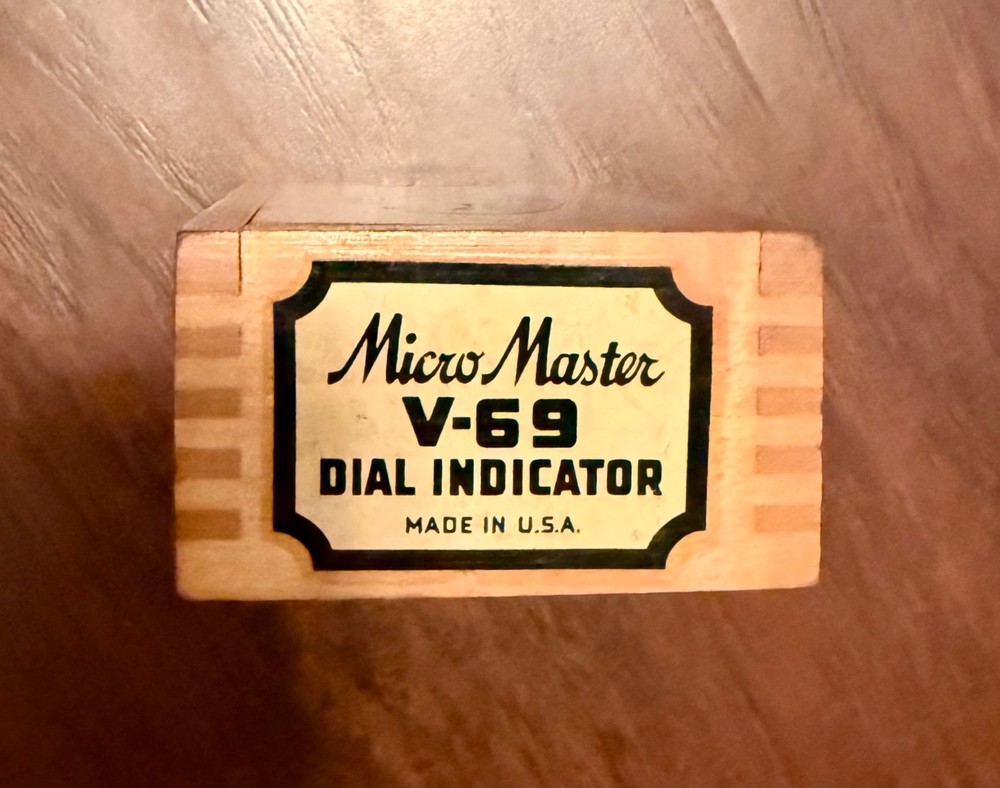 Micro Master
V-69
DIAL INDICATOR
MADE IN U.S.A.